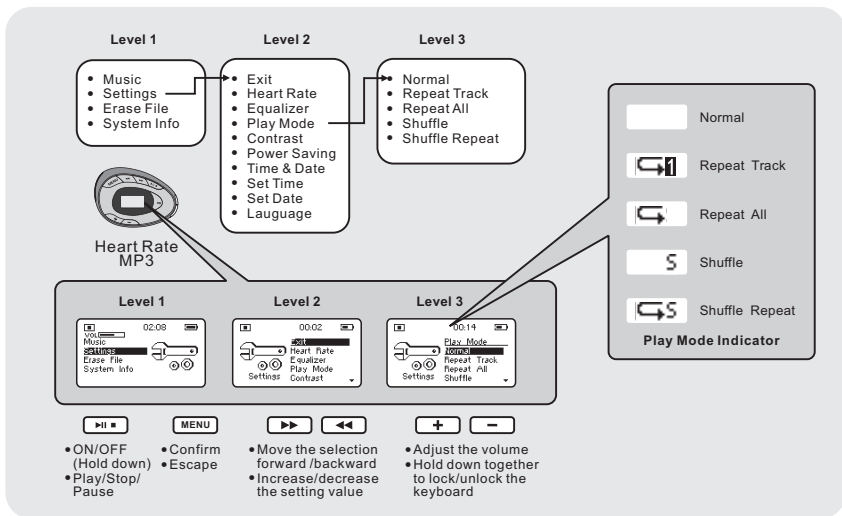 Level 1
Level 2
Level 3
• Music
• Settings
• Erase File
• System Info
• Exit
• Heart Rate
• Equalizer
• Play Mode
• Contrast
• Power Saving
• Time & Date
• Set Time
• Set Date
• Lauguage
• Normal
• Repeat Track
• Repeat All
• Shuffle
• Shuffle Repeat
Normal
1 Repeat Track
Repeat All
S Shuffle
S Shuffle Repeat
Play Mode Indicator
Heart Rate
MP3
Level 1
Level 2
Level 3
02:08
VOL
Music
Settings
Erase File
System Info
00:02
Exit
Heart Rate
Equalizer
Play Mode
Contrast
Settings
00:14
Play Mode
Normal
Repeat Track
Repeat All
Shuffle
Settings
MENU
+
−
• ON/OFF
(Hold down)
• Play/Stop/
Pause
• Confirm
• Escape
• Move the selection
forward /backward
• Increase/decrease
the setting value
• Adjust the volume
• Hold down together
to lock/unlock the
keyboard